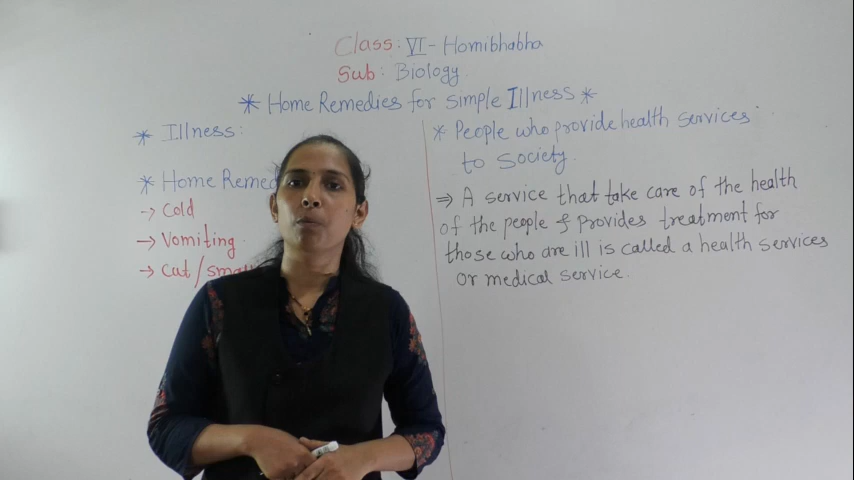 Class: VI - Homibhabha
Sub: Biology
* Home Remedies for simple Illness *
* Illness:
* Home
-> Cold
-> Vomiting
-> Cut/
* People who provide health services
to society.
⇒ A service that take care of the health
of the people & provides treatment for
those who are ill is called a health services
or medical service.